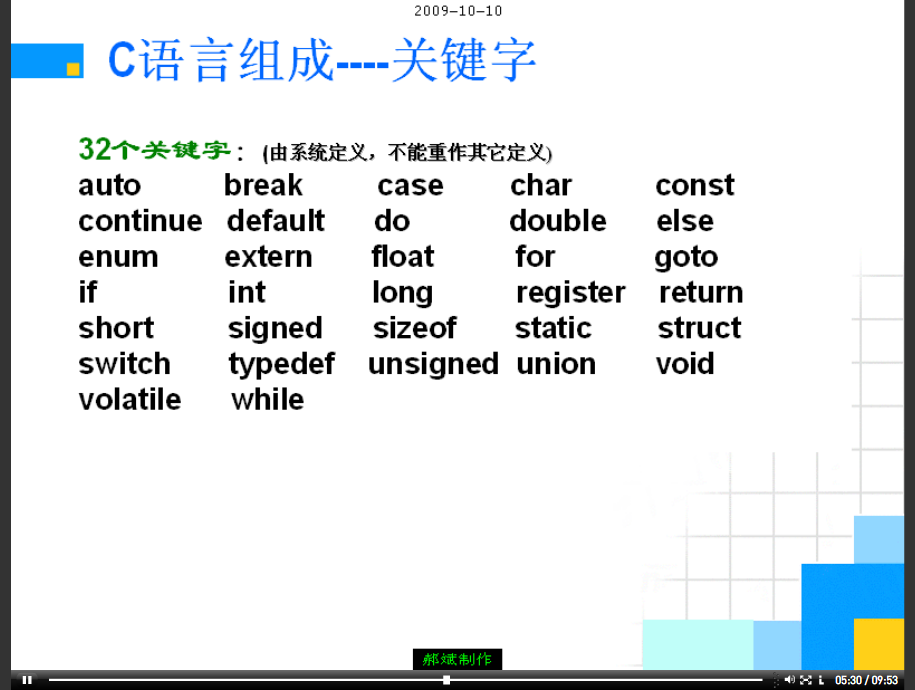 2009-10-10
C语言组成----关键字
32个关键字：(由系统定义，不能重作其它定义)
auto break case char const
continue default do double else
enum extern float for goto
if int long register return
short signed sizeof static struct
switch typedef unsigned union void
volatile while
郝斌制作
05:30 / 09:53